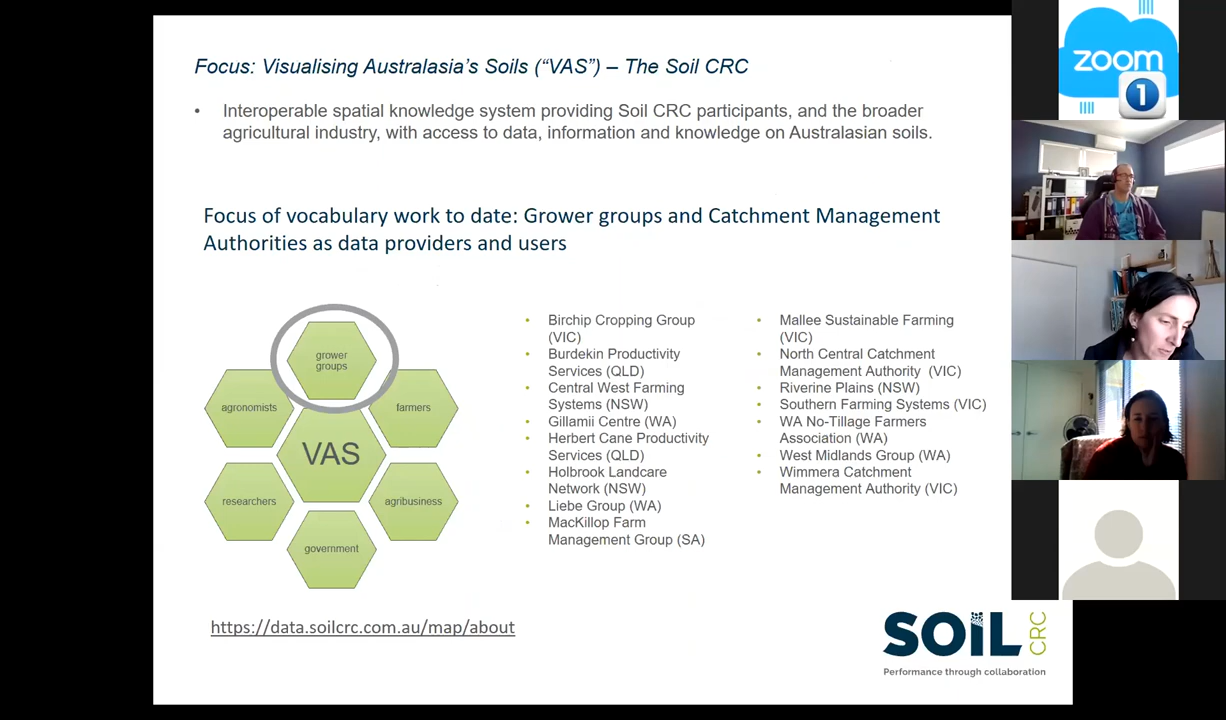 Focus: Visualising Australasia's Soils ("VAS") – The Soil CRC
• Interoperable spatial knowledge system providing Soil CRC participants, and the broader
agricultural industry, with access to data, information and knowledge on Australasian soils.
Focus of vocabulary work to date: Grower groups and Catchment Management
Authorities as data providers and users
grower
groups
agronomists
farmers
VAS
researchers
agribusiness
government
• Birchip Cropping Group
(VIC)
• Burdekin Productivity
Services (QLD)
• Central West Farming
Systems (NSW)
• Gillamii Centre (WA)
• Herbert Cane Productivity
Services (QLD)
• Holbrook Landcare
Network (NSW)
• Liebe Group (WA)
• MacKillop Farm
Management Group (SA)
• Mallee Sustainable Farming
(VIC)
• North Central Catchment
Management Authority (VIC)
• Riverine Plains (NSW)
• Southern Farming Systems (VIC)
• WA No-Tillage Farmers
Association (WA)
• West Midlands Group (WA)
• Wimmera Catchment
Management Authority (VIC)
https://data.soilcrc.com.au/map/about
SOIL CRC
Performance through collaboration
zoom
1